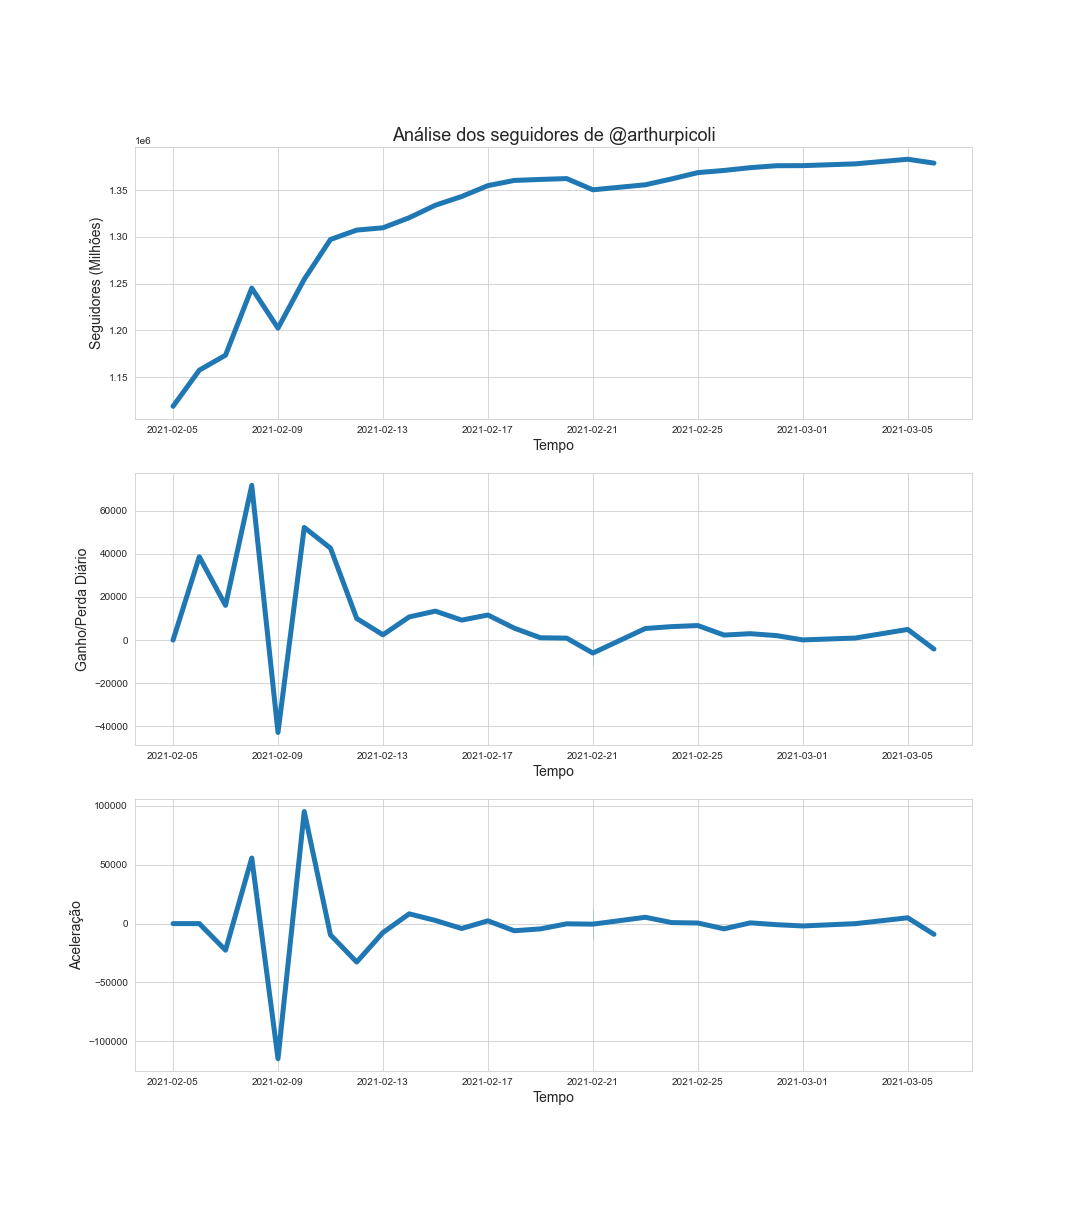 Análise dos seguidores de @arthurpicoli
1e6
Seguidores (Milhões)
1.35
1.30
1.25
1.20
1.15
2021-02-05 2021-02-09 2021-02-13 2021-02-17 2021-02-21 2021-02-25 2021-03-01 2021-03-05
Tempo
Ganho/Perda Diário
60000
40000
20000
0
−20000
−40000
2021-02-05 2021-02-09 2021-02-13 2021-02-17 2021-02-21 2021-02-25 2021-03-01 2021-03-05
Tempo
Aceleração
100000
50000
0
−50000
−100000
2021-02-05 2021-02-09 2021-02-13 2021-02-17 2021-02-21 2021-02-25 2021-03-01 2021-03-05
Tempo